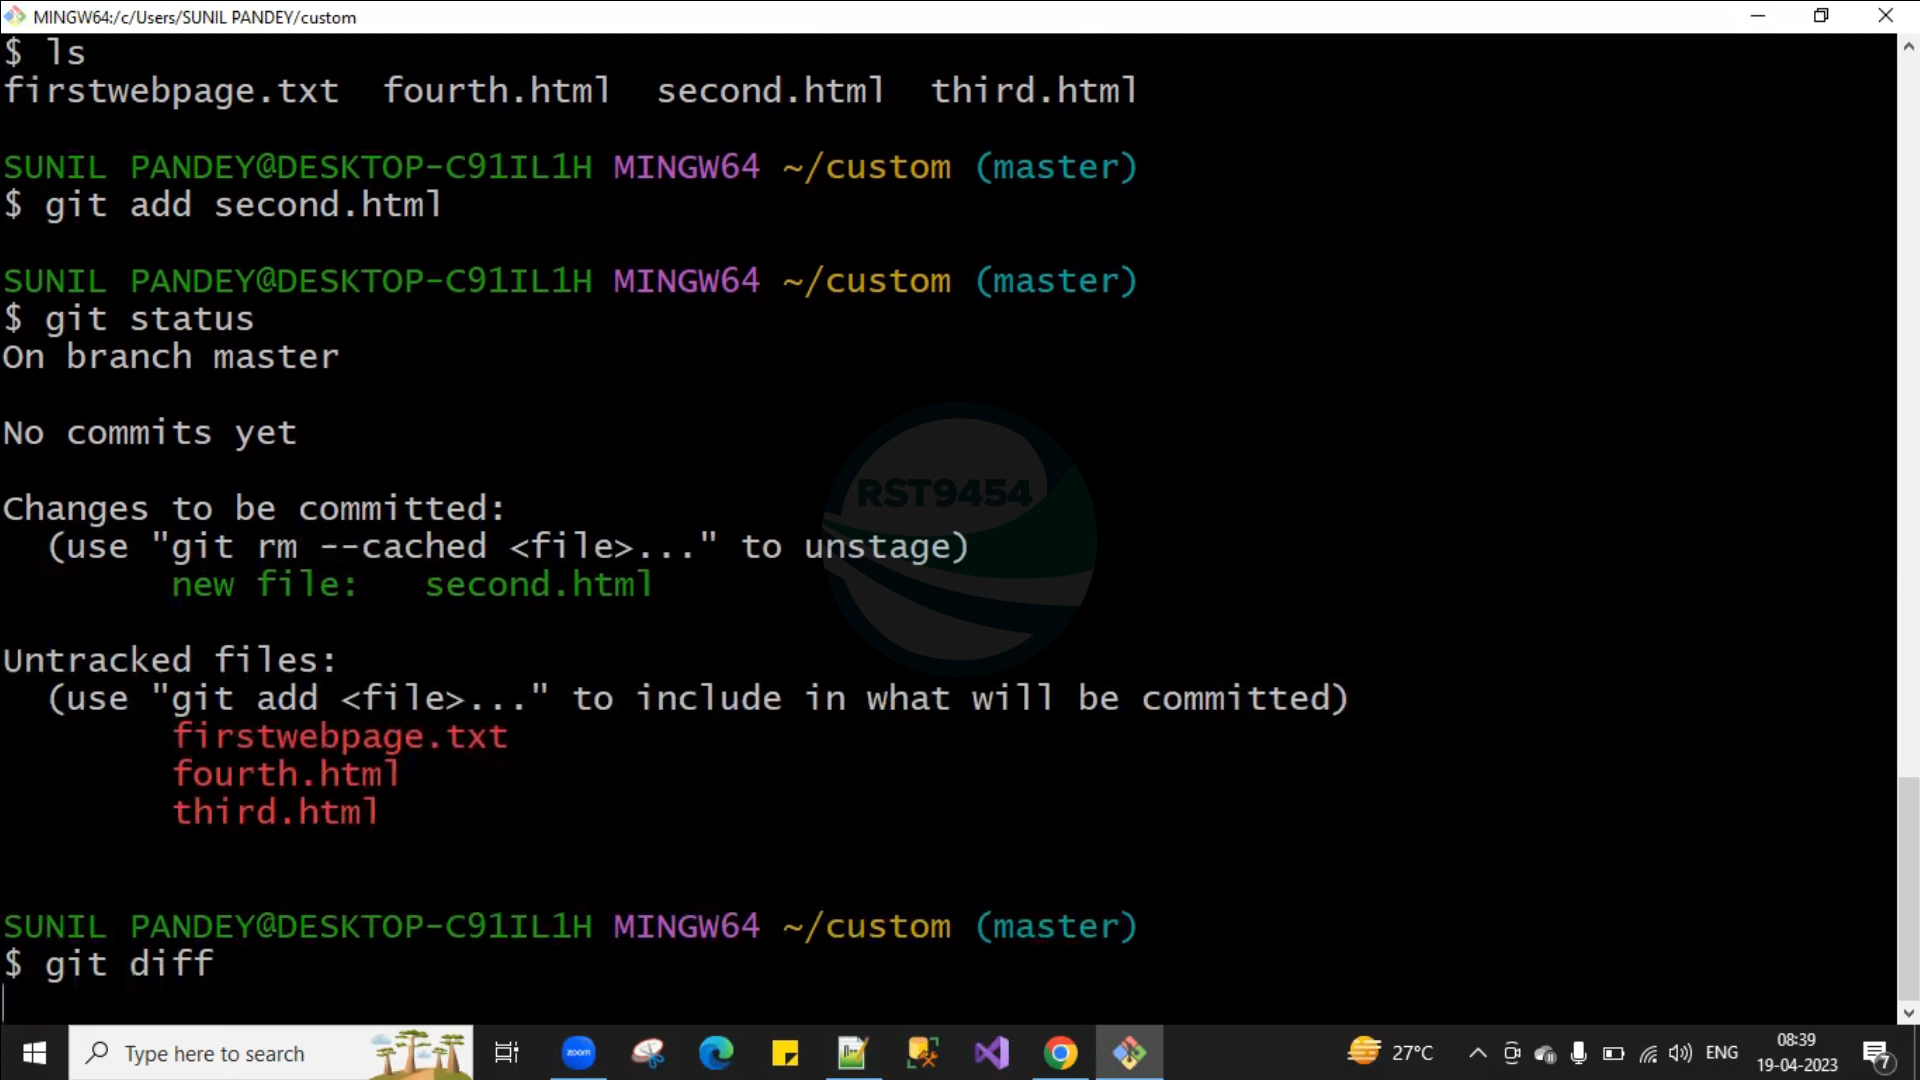 MINGW64:/c/Users/SUNIL PANDEY/custom
$ ls
firstwebpage.txt  fourth.html  second.html  third.html
SUNIL PANDEY@DESKTOP-C91IL1H MINGW64 ~/custom (master)
$ git add second.html
SUNIL PANDEY@DESKTOP-C91IL1H MINGW64 ~/custom (master)
$ git status
On branch master
No commits yet
Changes to be committed:
  (use "git rm --cached <file>..." to unstage)
        new file:   second.html
Untracked files:
  (use "git add <file>..." to include in what will be committed)
        firstwebpage.txt
        fourth.html
        third.html
SUNIL PANDEY@DESKTOP-C91IL1H MINGW64 ~/custom (master)
$ git diff
RST9454
Type here to search
zoom
27°C
ENG
08:39
19-04-2023
7